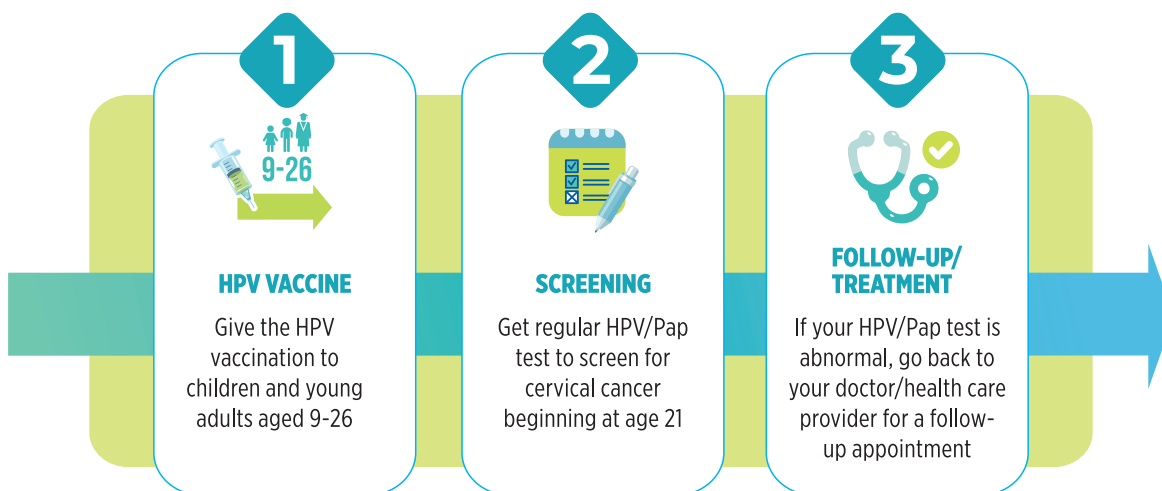 1
9-26
HPV VACCINE
Give the HPV
vaccination to
children and young
adults aged 9-26
2
SCREENING
Get regular HPV/Pap
test to screen for
cervical cancer
beginning at age 21
3
FOLLOW-UP/
TREATMENT
If your HPV/Pap test is
abnormal, go back to
your doctor/health care
provider for a follow-
up appointment